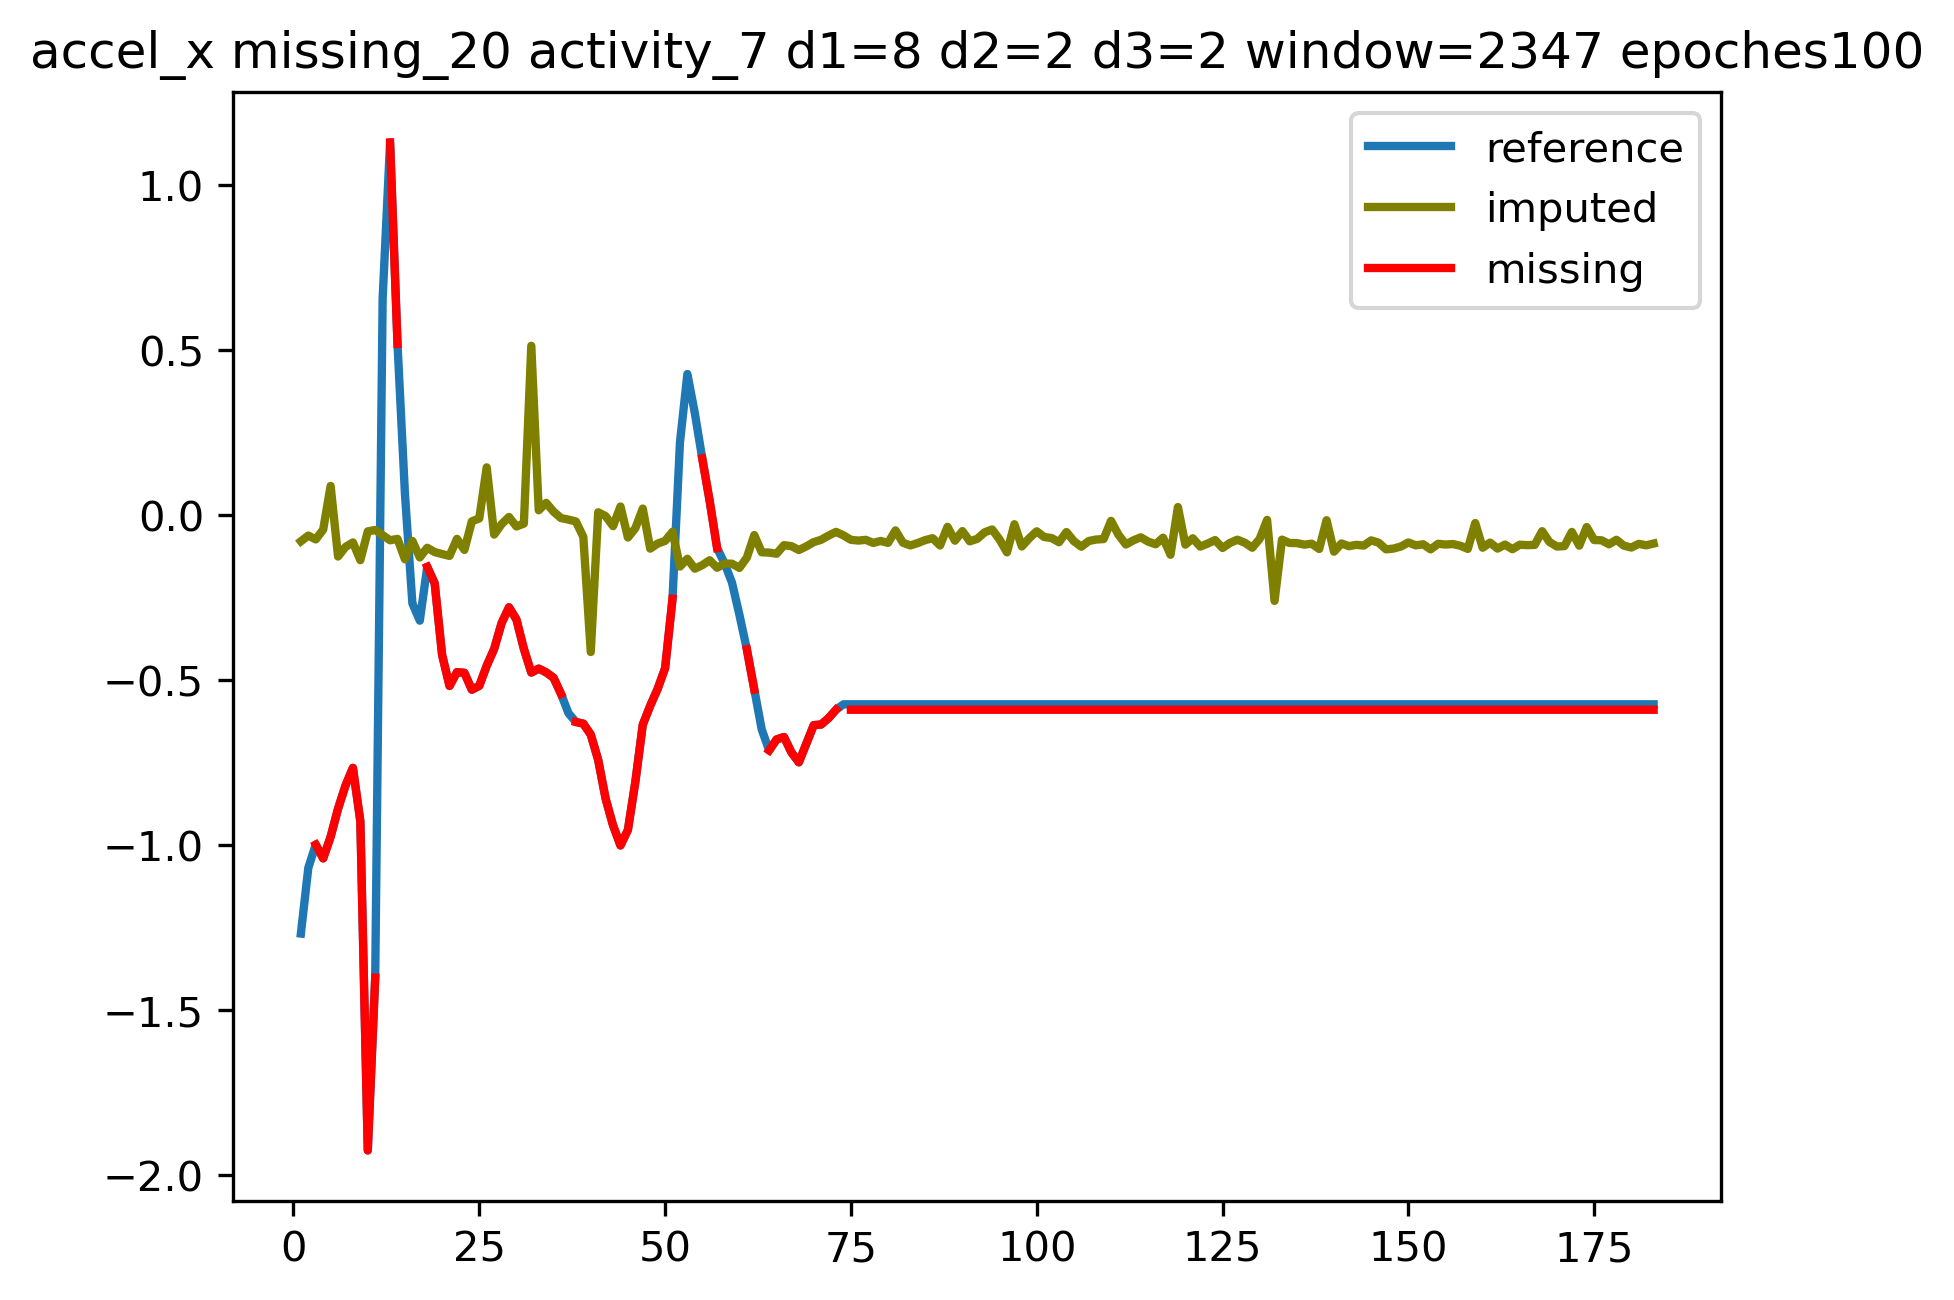 accel_x missing_20 activity_7 d1=8 d2=2 d3=2 window=2347 epoches100
reference
imputed
missing
1.0
0.5
0.0
−0.5
−1.0
−1.5
−2.0
0 25 50 75 100 125 150 175